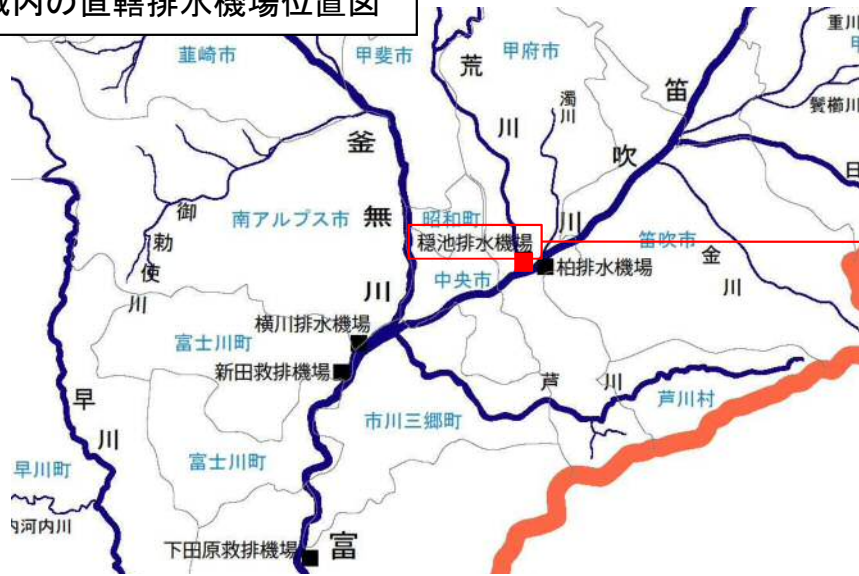 域内の直轄排水機場位置図
韮崎市
甲斐市
荒川
甲府市
濁川
笛吹川
重川
鬢櫛川
日
釜無川
御勅使川
南アルプス市
昭和町
穏池排水機場
笛吹市
金川
中央市
柏排水機場
横川排水機場
富士川町
新田救排機場
芦川
芦川村
早川
市川三郷町
富士川町
早川町
内河内川
下田原救排機場
富